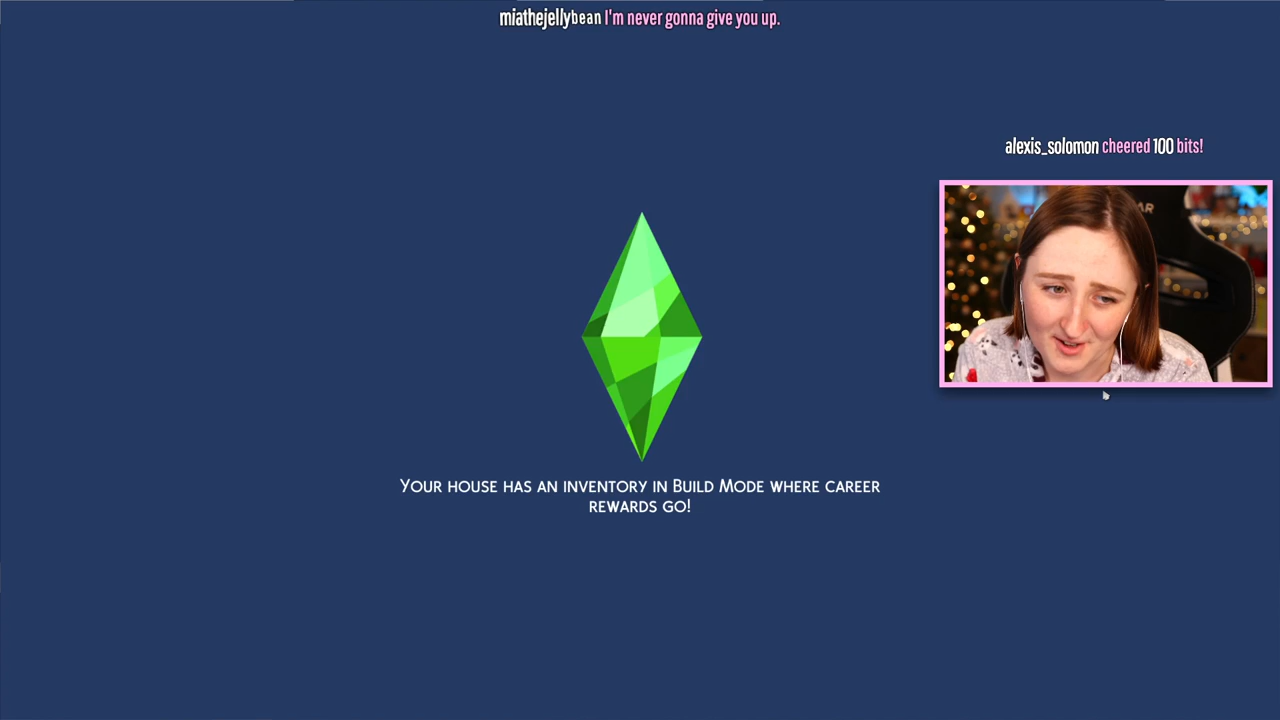 miathejellybean I'm never gonna give you up.
alexis_solomon cheered 100 bits!
AR
YOUR HOUSE HAS AN INVENTORY IN BUILD MODE WHERE CAREER
REWARDS GO!